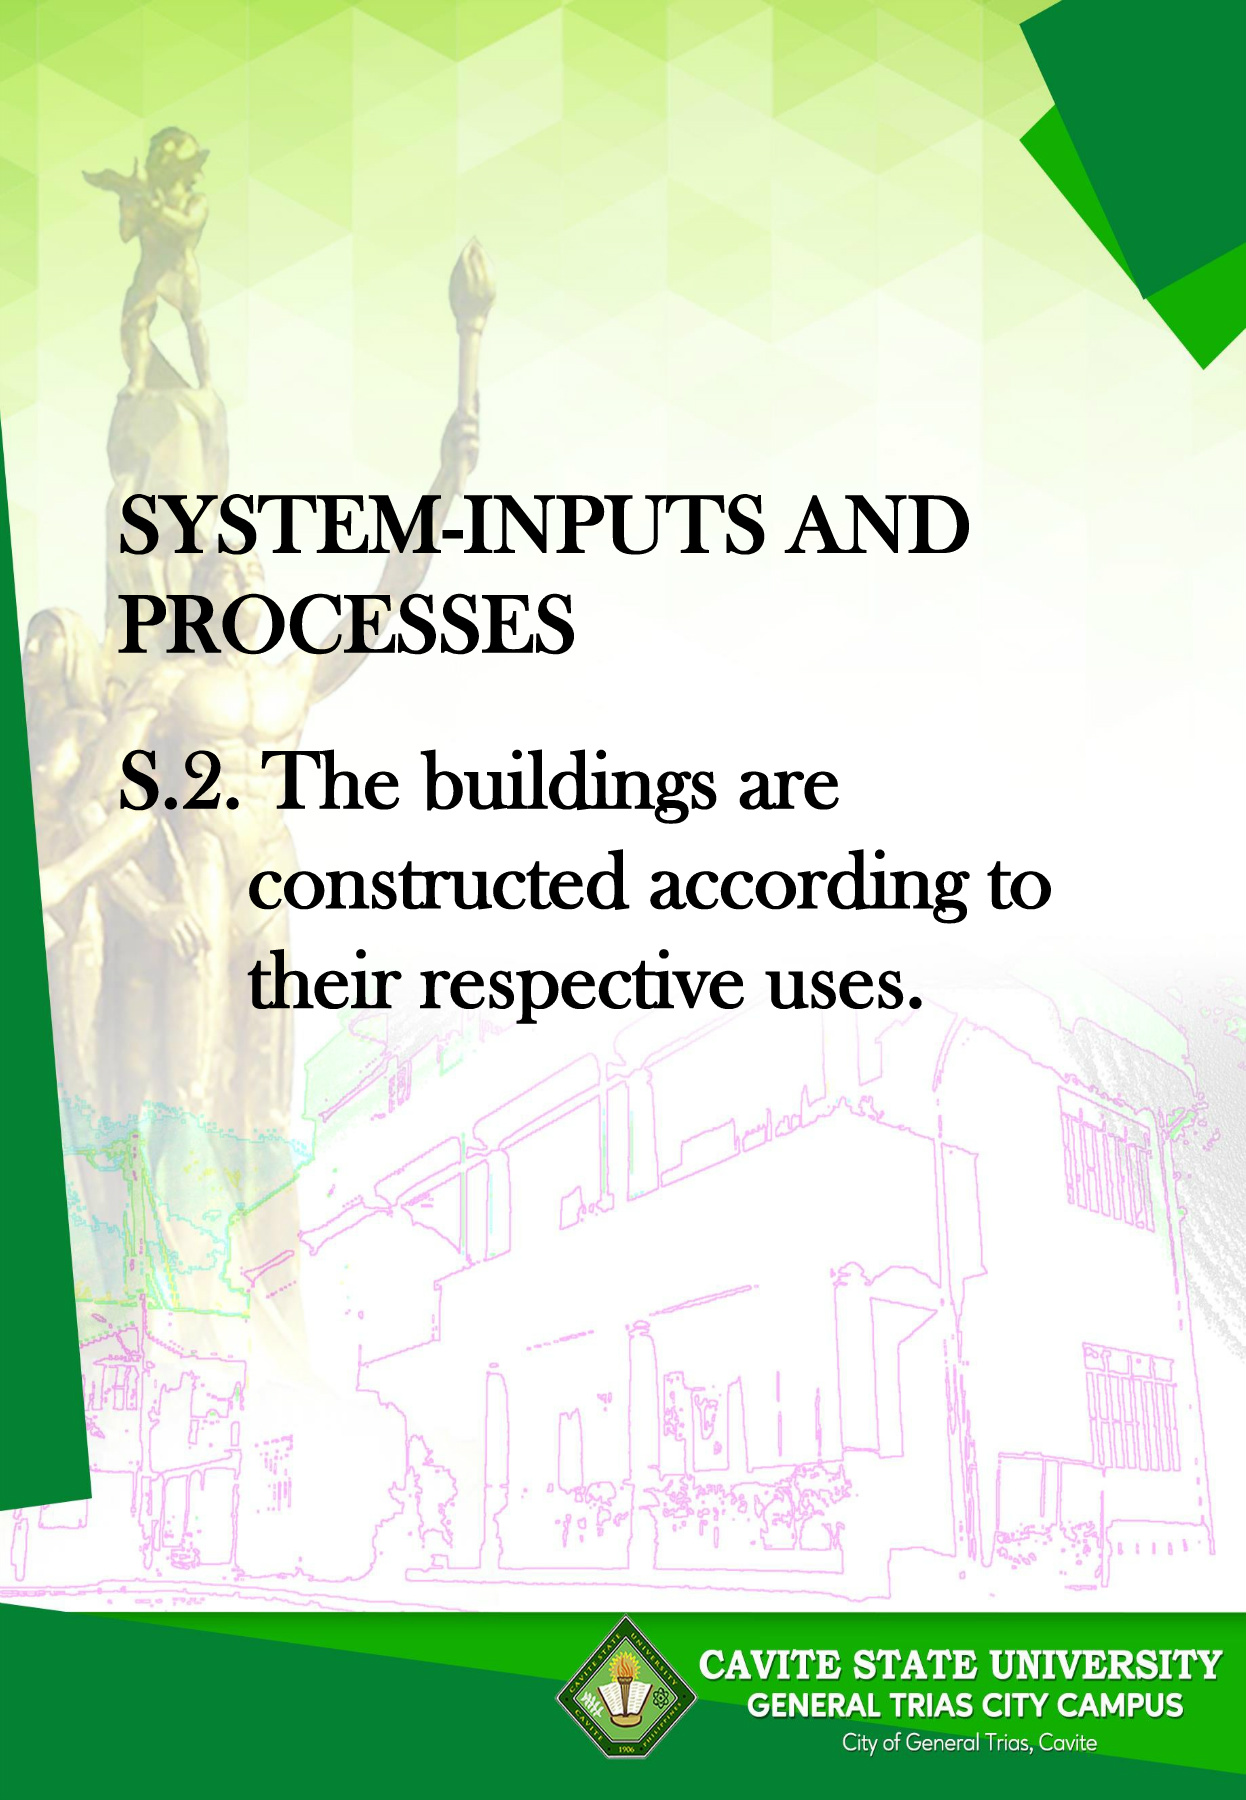 SYSTEM-INPUTS AND
PROCESSES
S.2. The buildings are
constructed according to
their respective uses.
CAVITE STATE UNIVERSITY
CAVITE
PHILIPPINES
1906
CAVITE STATE UNIVERSITY
GENERAL TRIAS CITY CAMPUS
City of General Trias, Cavite